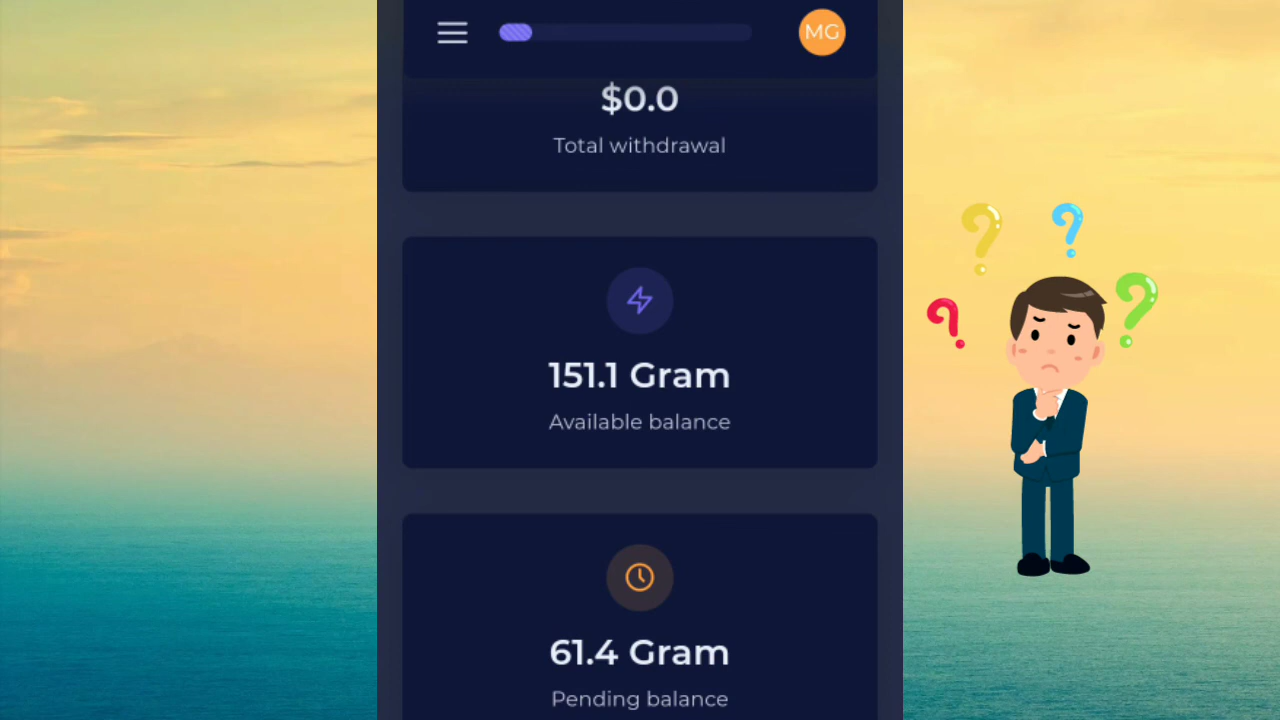 MG
$0.0
Total withdrawal
151.1 Gram
Available balance
61.4 Gram
Pending balance